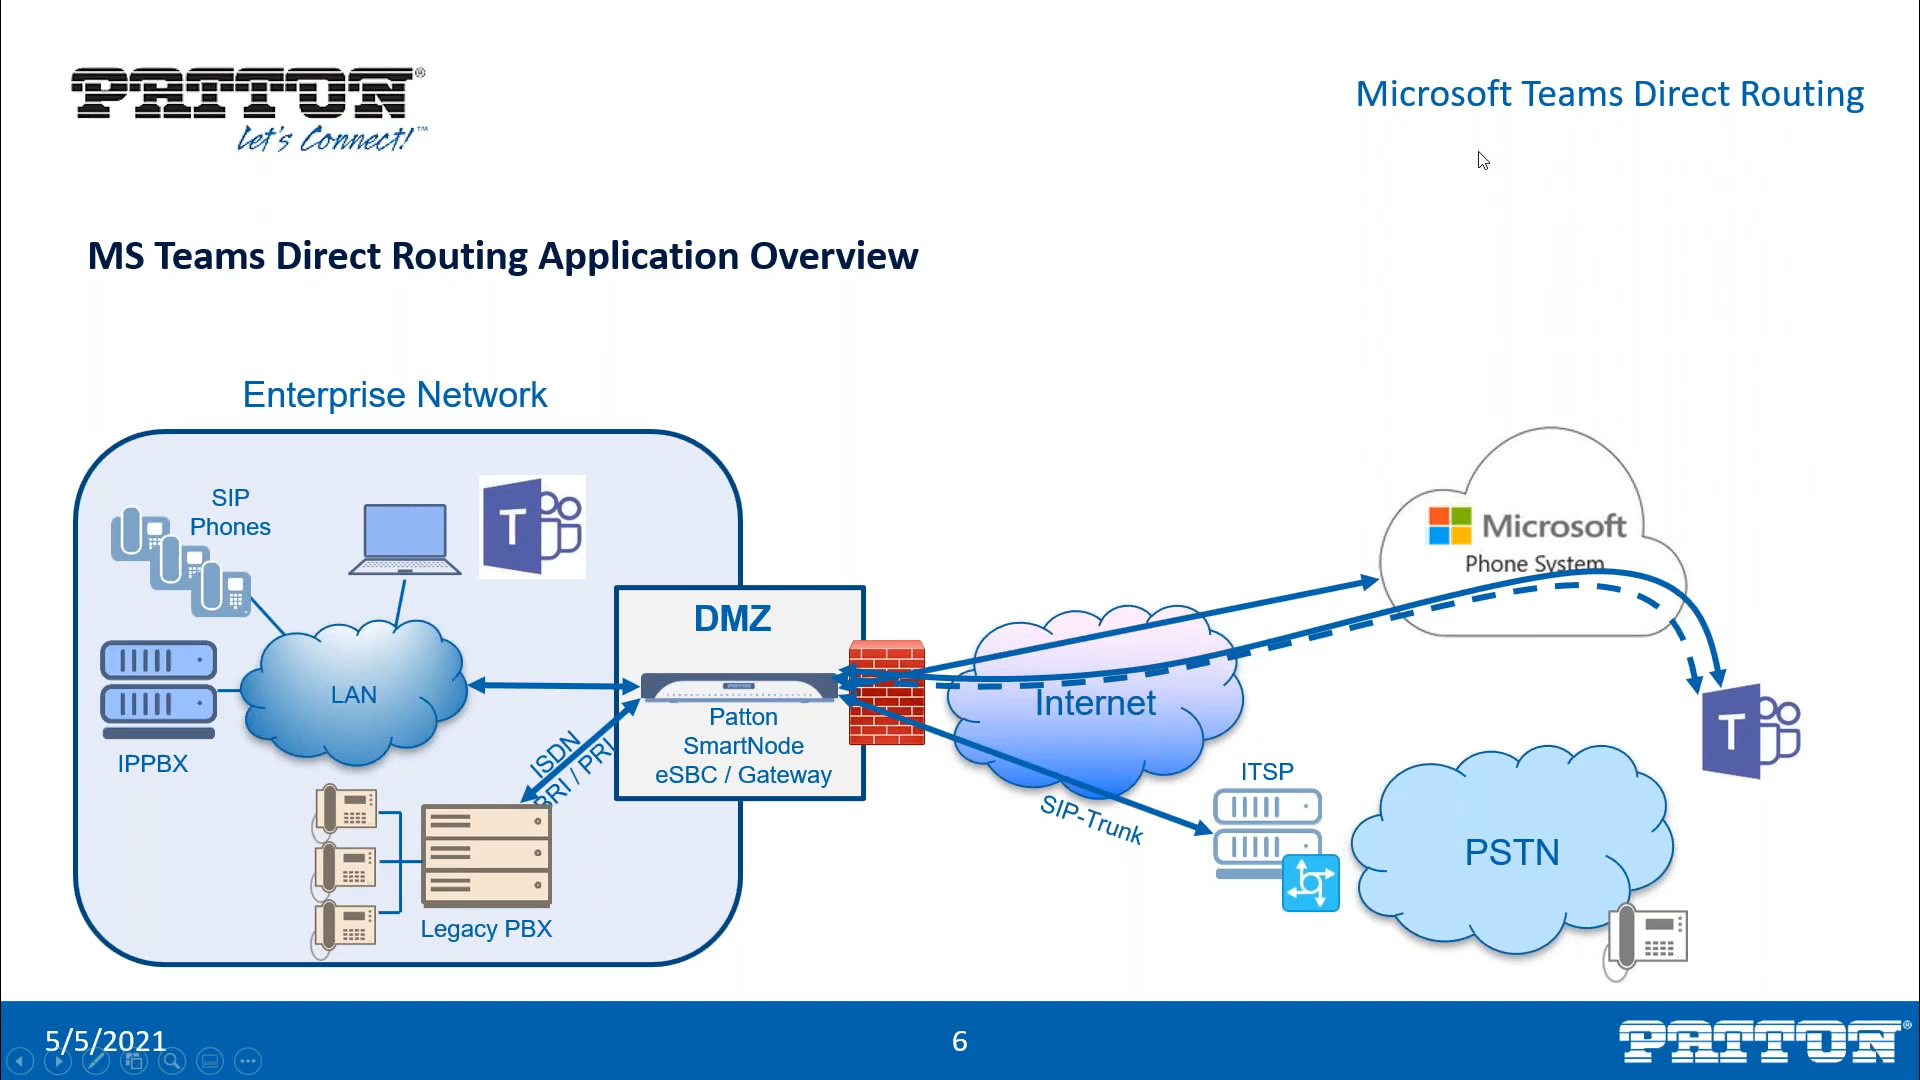 PATTON®
Let's Connect!™
Microsoft Teams Direct Routing
MS Teams Direct Routing Application Overview
Enterprise Network
SIP
Phones
T
IPPBX
LAN
ISDN
BRI / PRI
Legacy PBX
DMZ
PATTON
Patton
SmartNode
eSBC / Gateway
Internet
SIP-Trunk
Microsoft
Phone System
T
ITSP
PSTN
5/5/2021
6
PATTON®